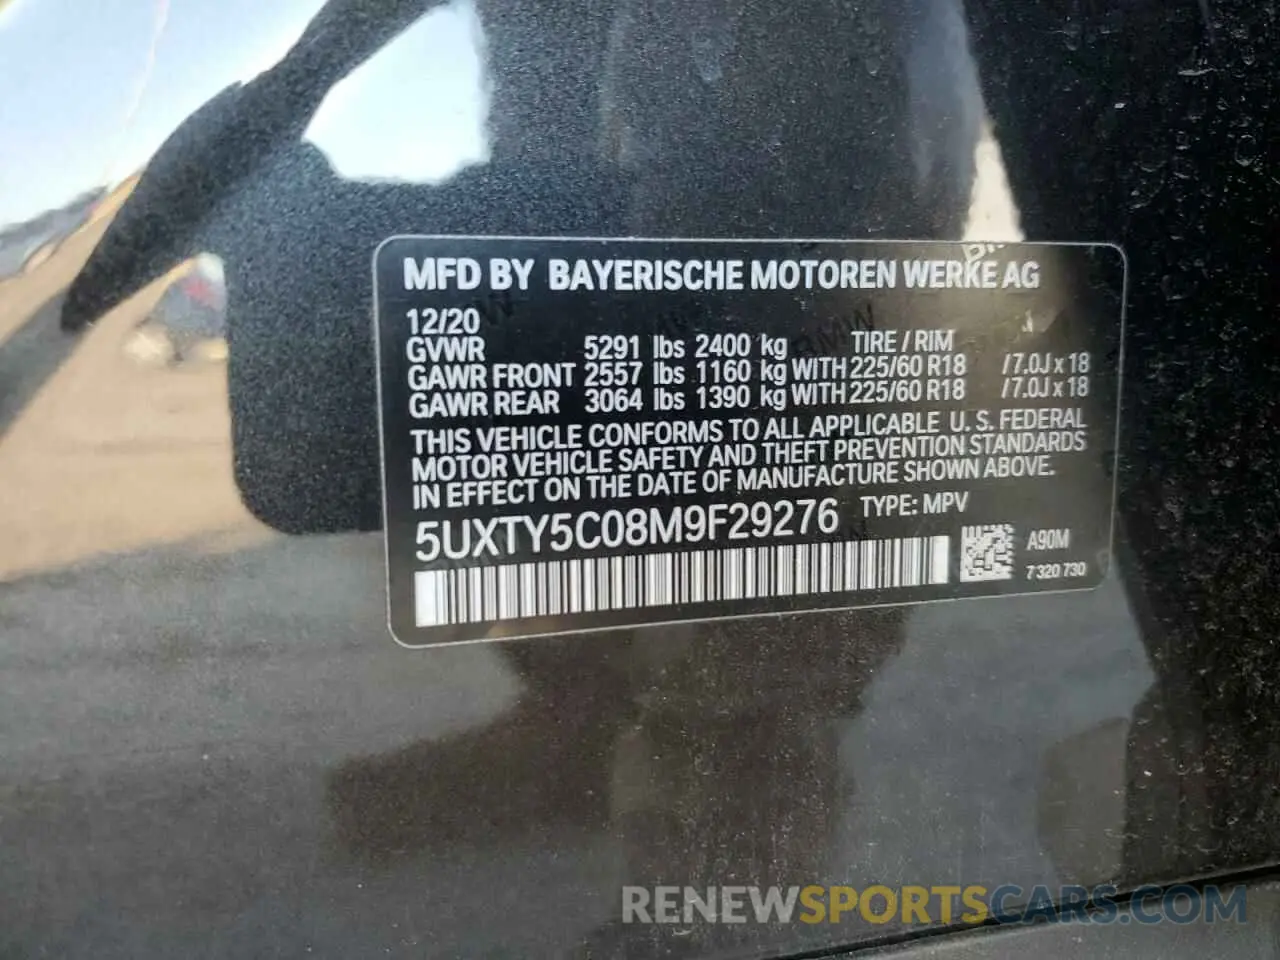 MFD BY BAYERISCHE MOTOREN WERKE AG
12/20 TIRE / RIM
GVWR 5291 lbs 2400 kg
GAWR FRONT 2557 lbs 1160 kg WITH 225/60 R18 /7.0J x 18
GAWR REAR 3064 lbs 1390 kg WITH 225/60 R18 /7.0J x 18
THIS VEHICLE CONFORMS TO ALL APPLICABLE U. S. FEDERAL
MOTOR VEHICLE SAFETY AND THEFT PREVENTION STANDARDS
IN EFFECT ON THE DATE OF MANUFACTURE SHOWN ABOVE.
5UXTY5C08M9F29276 TYPE: MPV
A90M
7 320 730
RENEWSPORTSCARS.COM